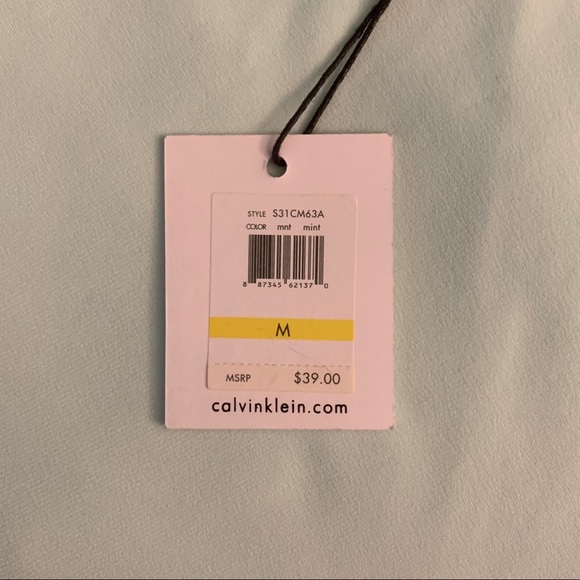 STYLE S31CM63A
COLOR mnt mint
8 87345 62137 0
M
MSRP $39.00
calvinklein.com